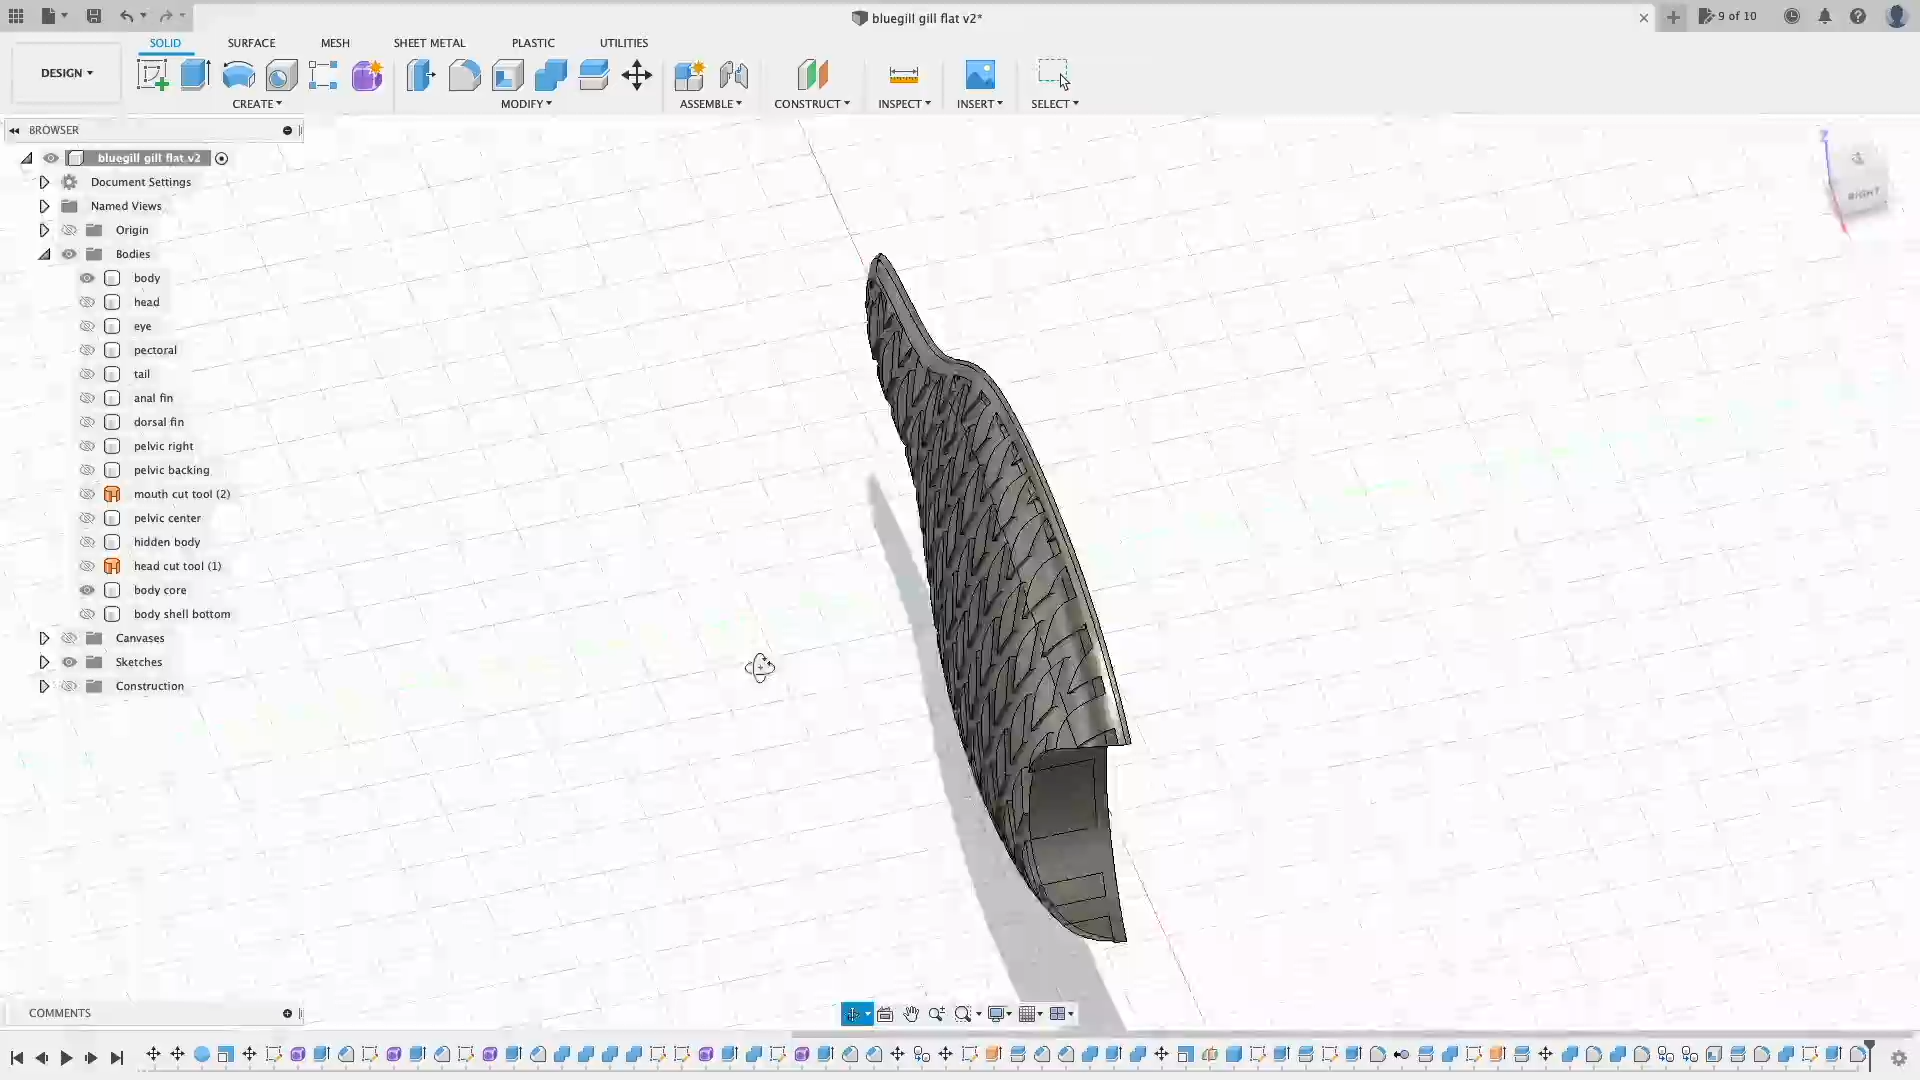 bluegill gill flat v2*
9 of 10
SOLID SURFACE MESH SHEET METAL PLASTIC UTILITIES
DESIGN
CREATE MODIFY ASSEMBLE CONSTRUCT INSPECT INSERT SELECT
BROWSER
bluegill gill flat v2
Document Settings
Named Views
Origin
Bodies
body
head
eye
pectoral
tail
anal fin
dorsal fin
pelvic right
pelvic backing
mouth cut tool (2)
pelvic center
hidden body
head cut tool (1)
body core
body shell bottom
Canvases
Sketches
Construction
Z
RIGHT
COMMENTS